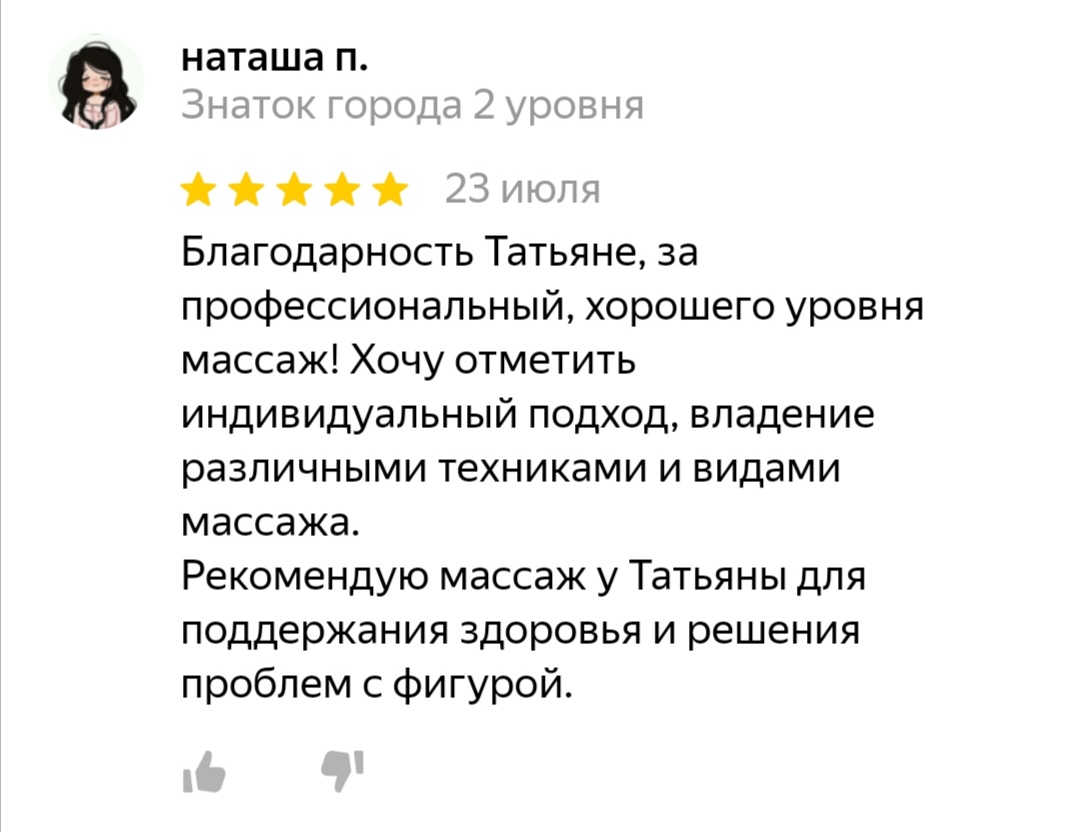 наташа п.
Знаток города 2 уровня
23 июля
Благодарность Татьяне, за
профессиональный, хорошего уровня
массаж! Хочу отметить
индивидуальный подход, владение
различными техниками и видами
массажа.
Рекомендую массаж у Татьяны для
поддержания здоровья и решения
проблем с фигурой.